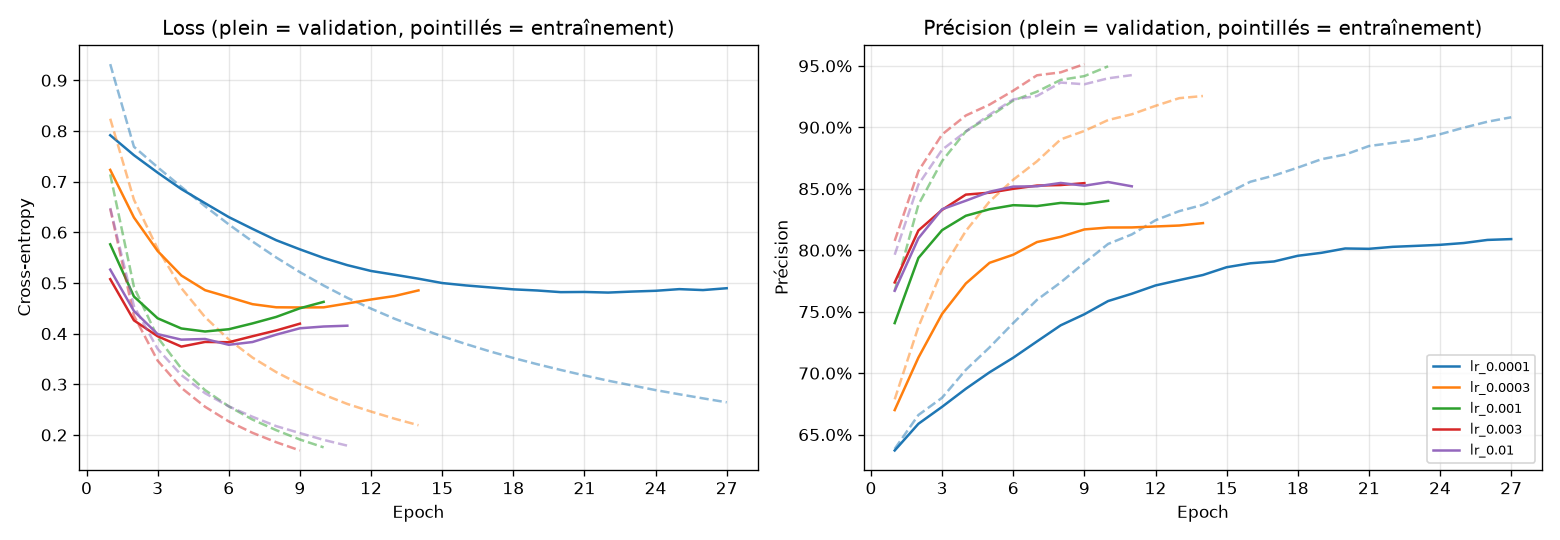 Loss (plein = validation, pointillés = entraînement)
Cross-entropy
0.9
0.8
0.7
0.6
0.5
0.4
0.3
0.2
0 3 6 9 12 15 18 21 24 27
Epoch
Précision (plein = validation, pointillés = entraînement)
Précision
95.0%
90.0%
85.0%
80.0%
75.0%
70.0%
65.0%
lr_0.0001
lr_0.0003
lr_0.001
lr_0.003
lr_0.01
0 3 6 9 12 15 18 21 24 27
Epoch